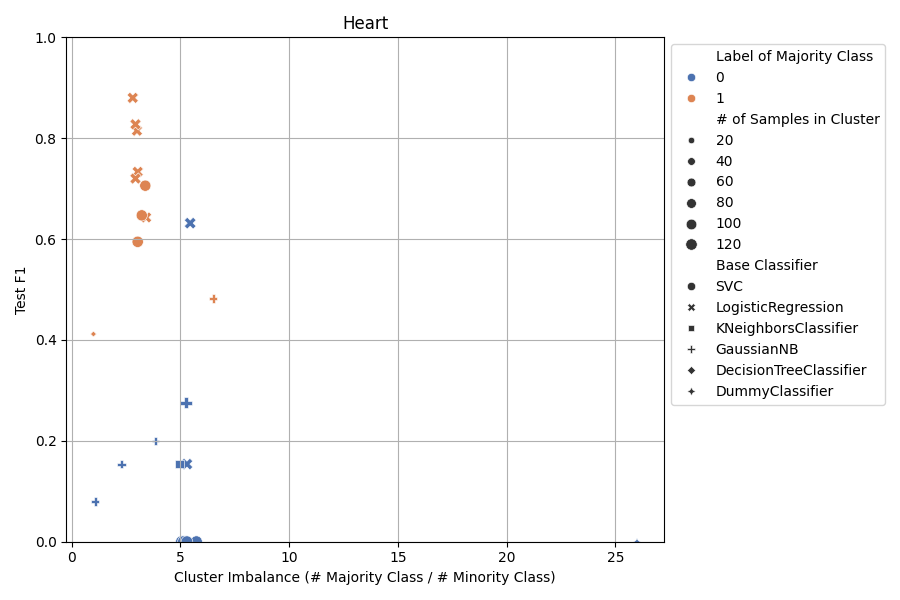 Heart
Test F1
1.0
0.8
0.6
0.4
0.2
0.0
0
5
10
15
20
25
Cluster Imbalance (# Majority Class / # Minority Class)
Label of Majority Class
0
1
# of Samples in Cluster
20
40
60
80
100
120
Base Classifier
SVC
LogisticRegression
KNeighborsClassifier
GaussianNB
DecisionTreeClassifier
DummyClassifier